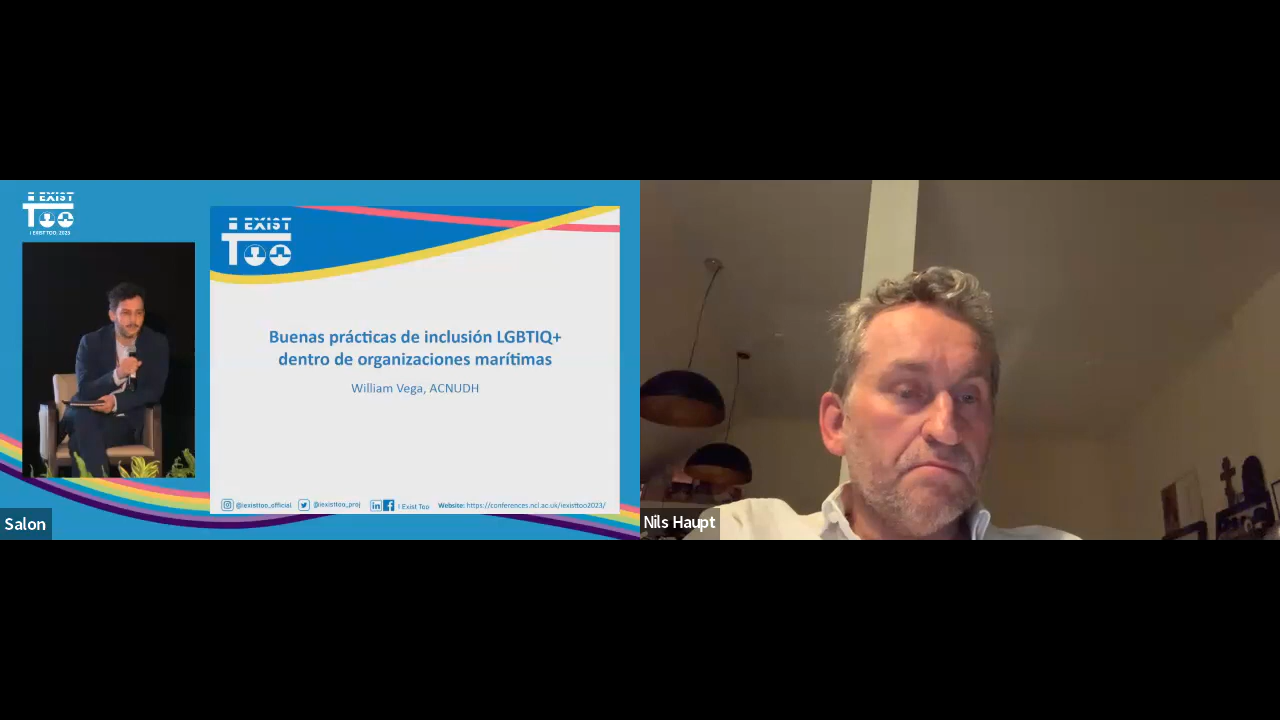 I EXIST
TOO
I EXIST TOO, 2023
I EXIST
TOO
Buenas prácticas de inclusión LGBTIQ+
dentro de organizaciones marítimas
William Vega, ACNUDH
@iexisttoo_official @iexisttoo_proj I Exist Too Website: https://conferences.ncl.ac.uk/iexisttoo2023/
Salon
Nils Haupt